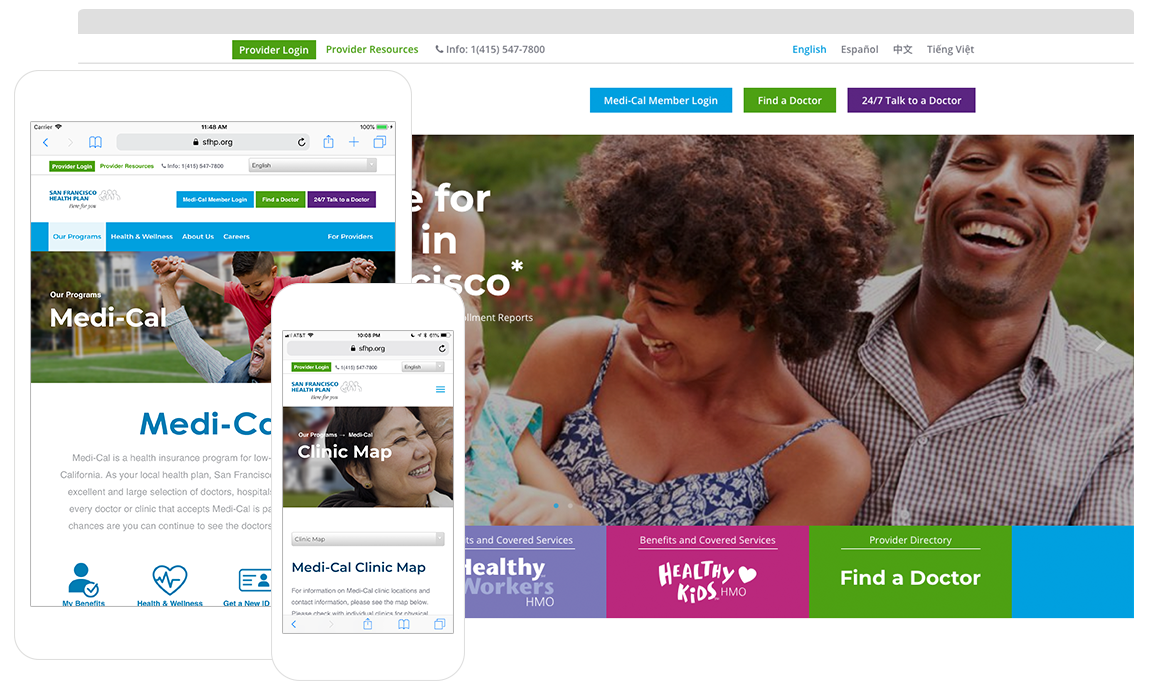 Provider Login Provider Resources Info: 1(415) 547-7800 English Español 中文 Tiếng Việt
Medi-Cal Member Login Find a Doctor 24/7 Talk to a Doctor
for
in
*
Reports
and Covered Services
Healthy
Workers
HMO
Benefits and Covered Services
HEALTHY
KIDS HMO
Provider Directory
Find a Doctor
Carrier 11:48 AM 100%
sfhp.org
Provider Login Provider Resources Info: 1(415) 547-7800 English
SAN FRANCISCO
HEALTH PLAN
Here for you
Medi-Cal Member Login Find a Doctor 24/7 Talk to a Doctor
Our Programs Health & Wellness About Us Careers For Providers
Our Programs
Medi-Cal
Medi-Ca
Medi-Cal is a health insurance program for low-
California. As your local health plan, San Francisc
excellent and large selection of doctors, hospitals
every doctor or clinic that accepts Medi-Cal is pa
chances are you can continue to see the doctors
My Benefits Health & Wellness Get a New ID
AT&T 10:08 PM 61%
sfhp.org
Provider Login 1(415) 547-7800 English
SAN FRANCISCO
HEALTH PLAN
Here for you
Our Programs → Medi-Cal
Clinic Map
Clinic Map
Medi-Cal Clinic Map
For information on Medi-Cal clinic locations and
contact information, please see the map below.
Please check with individual clinics for physical